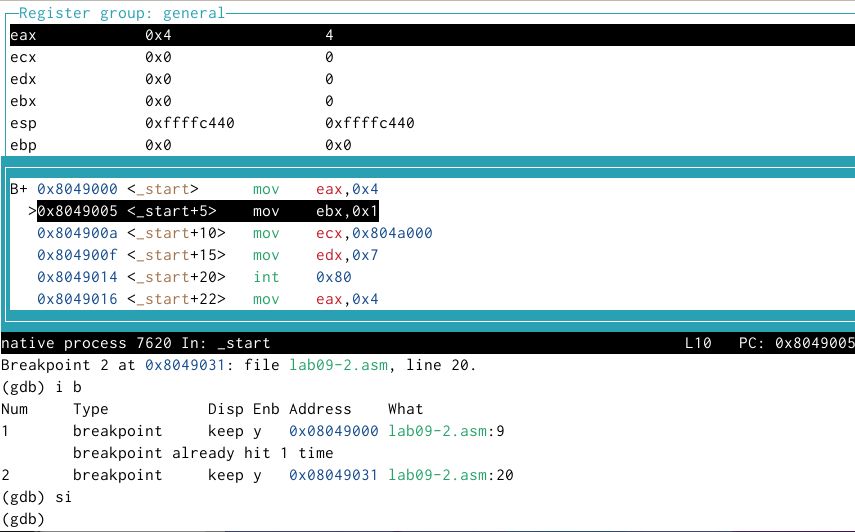 Register group: general
eax 0x4 4
ecx 0x0 0
edx 0x0 0
ebx 0x0 0
esp 0xffffc440 0xffffc440
ebp 0x0 0x0
B+ 0x8049000 <_start> mov eax,0x4
>0x8049005 <_start+5> mov ebx,0x1
0x804900a <_start+10> mov ecx,0x804a000
0x804900f <_start+15> mov edx,0x7
0x8049014 <_start+20> int 0x80
0x8049016 <_start+22> mov eax,0x4
native process 7620 In: _start L10 PC: 0x8049005
Breakpoint 2 at 0x8049031: file lab09-2.asm, line 20.
(gdb) i b
Num Type Disp Enb Address What
1 breakpoint keep y 0x08049000 lab09-2.asm:9
breakpoint already hit 1 time
2 breakpoint keep y 0x08049031 lab09-2.asm:20
(gdb) si
(gdb)